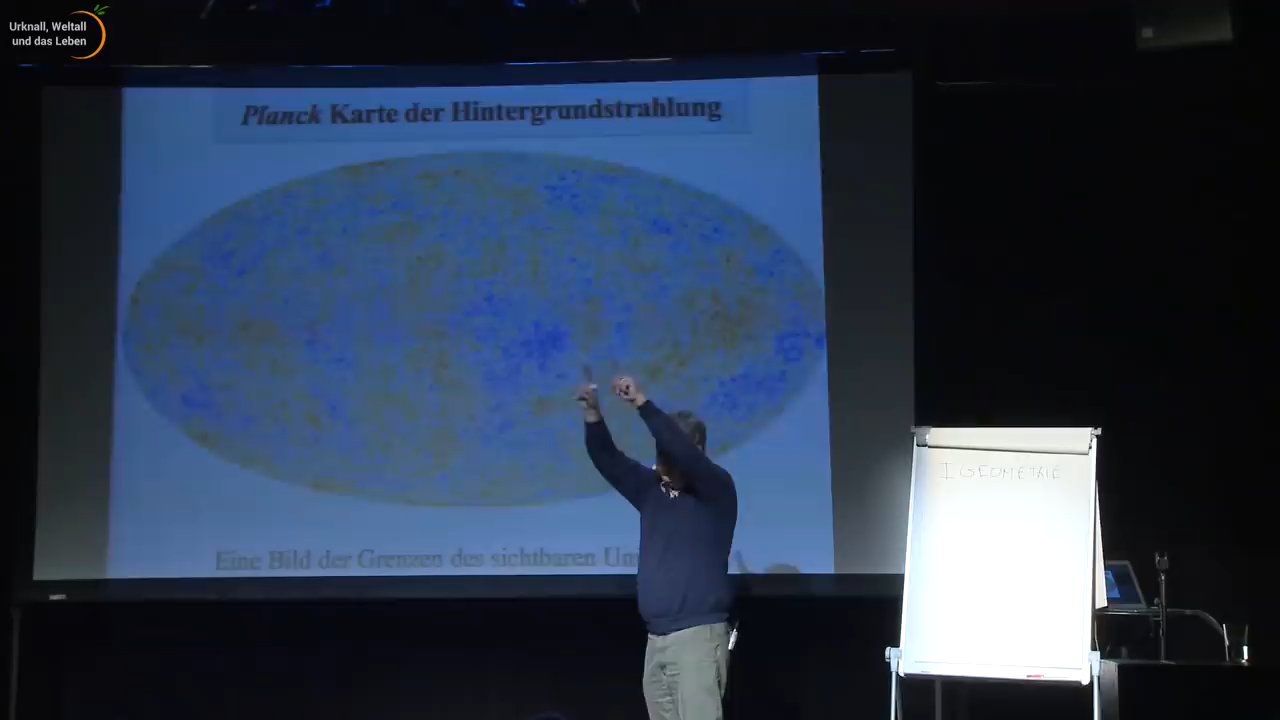 Urknall, Weltall
und das Leben
Planck Karte der Hintergrundstrahlung
Eine Bild der Grenzen des sichtbaren
I GEOMETRIE